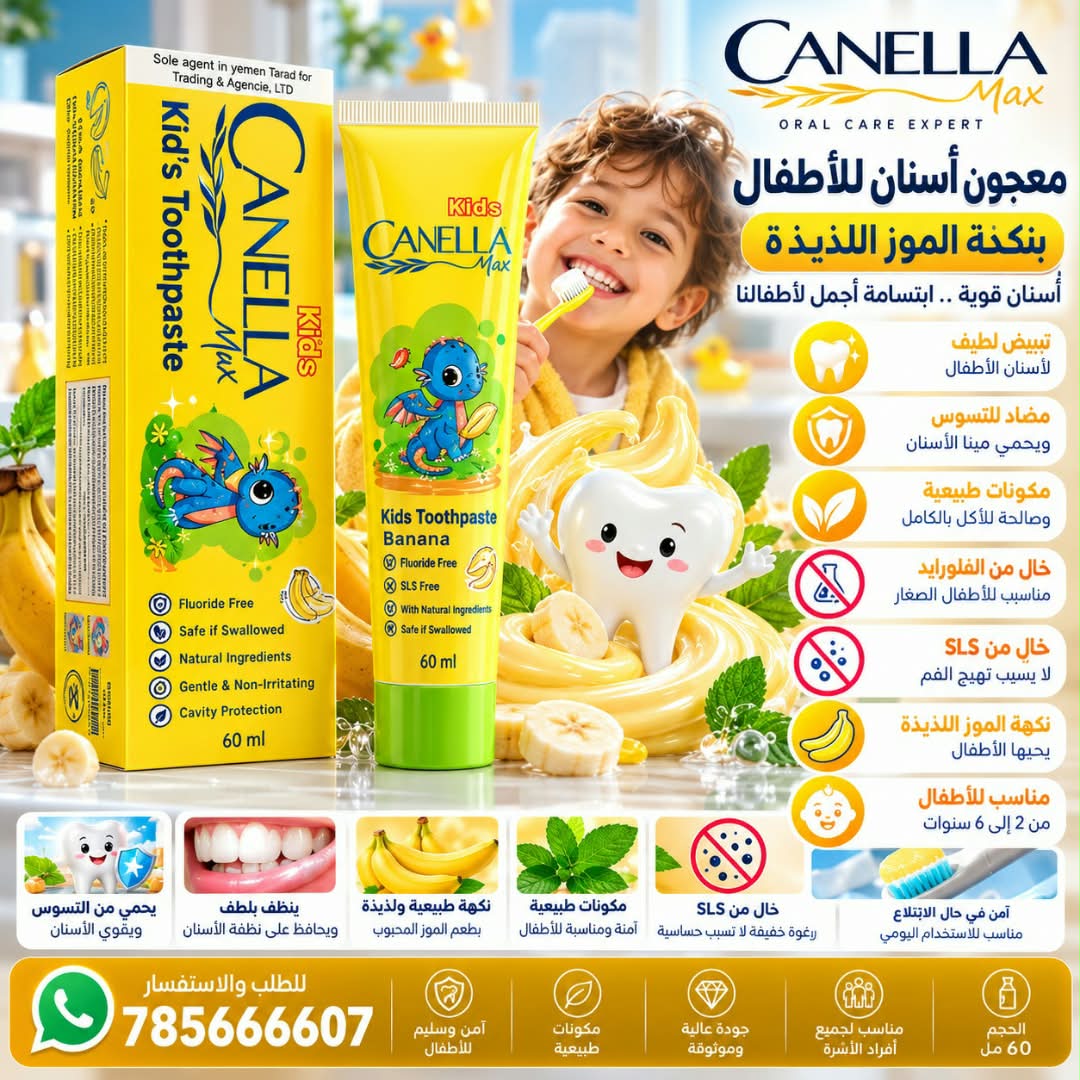 Sole agent in yemen Tarad for
Trading & Agencie, LTD
Kid's Toothpaste
CANELLA
Max
Kids
Fluoride Free
Safe if Swallowed
Natural Ingredients
Gentle & Non-Irritating
Cavity Protection
60 ml
Kids
CANELLA
Max
Kids Toothpaste
Banana
Fluoride Free
SLS Free
With Natural Ingredients
Safe if Swallowed
60 ml
CANELLA
Max
ORAL CARE EXPERT
معجون أسنان للأطفال
بنكخة الموز اللذيذة
أسنان قوية .. ابتسامة أجمل لأطفالنا
تبييض لطيف
لأسنان الأطفال
مضاد للتسوس
ويحمي مينا الأسنان
مكونات طبيعية
وصالحة للأكل بالكامل
خال من الفلورايد
مناسبب للأطفال الصغار
خالٍ من SLS
لا يسيب تهيج الفم
نكهة الموز اللذيذة
يحيها الأطفال
مناسب للأطفال
من 2 إلى 6 سنوات
يحمي من التسوس
ويقوي الأسنان
ينظف بلطف
ويحافظ على نظفة الأسنان
نكهة طبيعية ولذيذة
بطعم الموز المحبوب
مكونات طبيعية
آمنة ومناسبة للأطفال
خال من SLS
رغوة خفيفة لا تسبب حساسية
آمن في حال الابتلاع
مناسب للاستخدام اليومي
للطلب والاستفسار
785666607
آمن وسليم
للأطفال
مكونات
طبيعية
جودة عالية
وموثوقة
مناسب لجميع
أفراد الأسرة
الحجم
60 مل